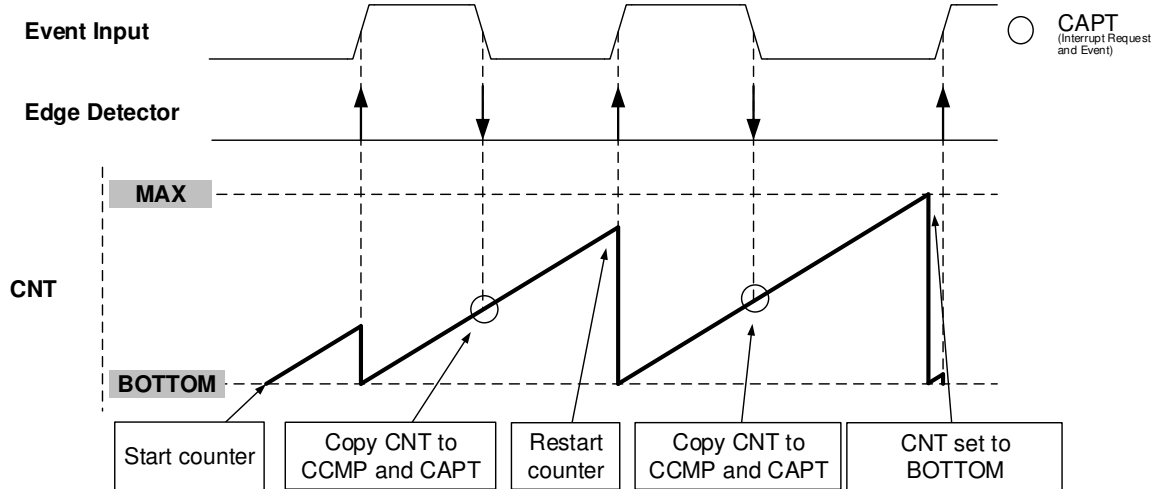 Event Input
CAPT
(Interrupt Request
and Event)
Edge Detector
MAX
CNT
BOTTOM
Start counter
Copy CNT to
CCMP and CAPT
Restart
counter
Copy CNT to
CCMP and CAPT
CNT set to
BOTTOM